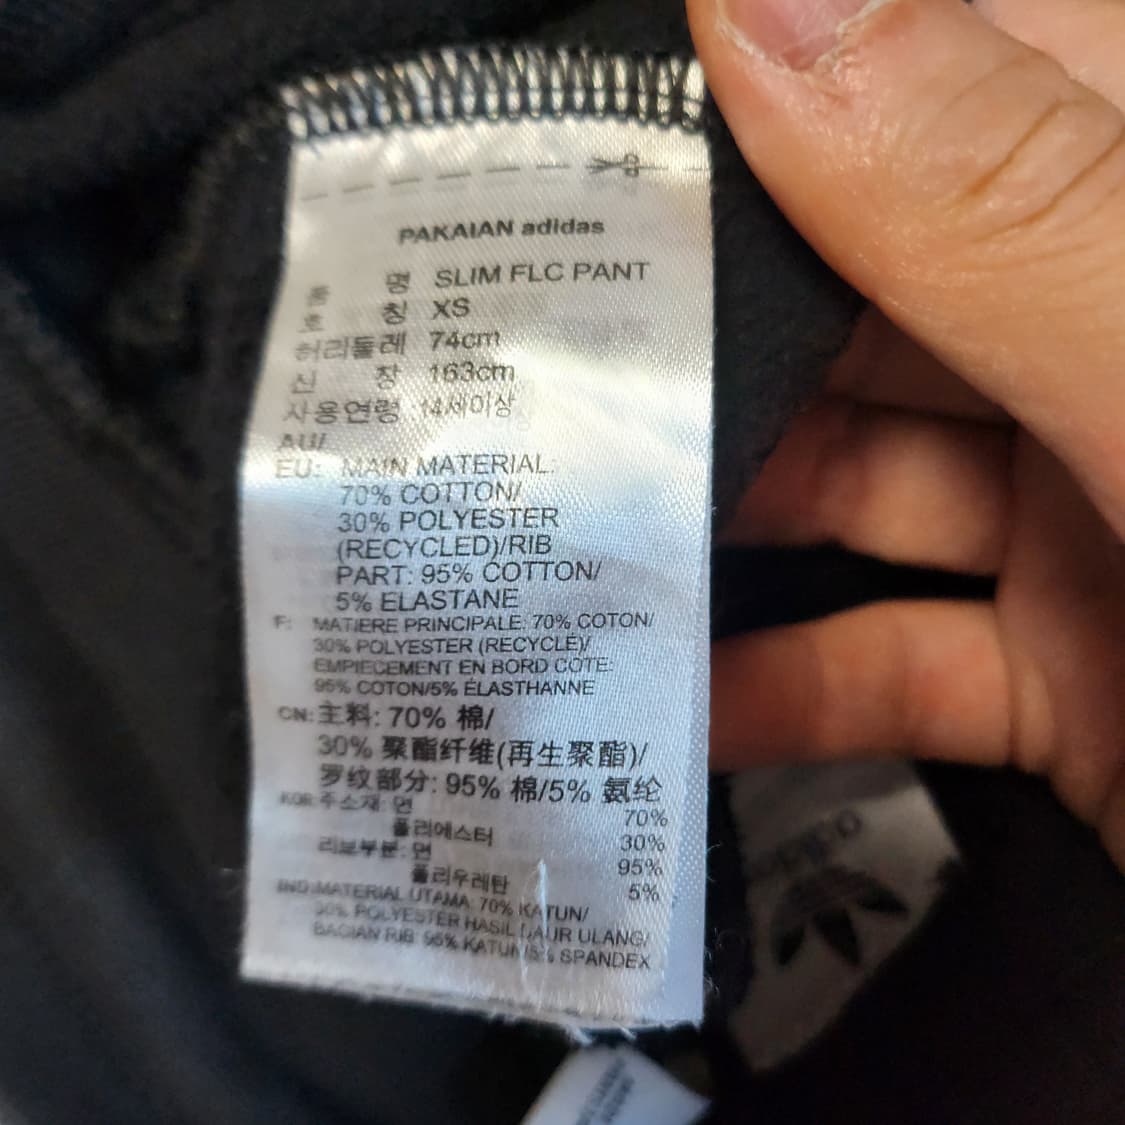 PAKAIAN adidas
품 명 SLIM FLC PANT
호 칭 XS
허리둘레 74cm
신 장 163cm
사용연령 14세이상
AU/
EU: MAIN MATERIAL:
70% COTTON/
30% POLYESTER
(RECYCLED)/RIB
PART: 95% COTTON/
5% ELASTANE
F: MATIERE PRINCIPALE: 70% COTON/
30% POLYESTER (RECYCLÉ)/
EMPIECEMENT EN BORD COTE:
95% COTON/5% ÉLASTHANNE
CN: 主料: 70% 棉/
30% 聚酯纤维(再生聚酯)/
罗纹部分: 95% 棉/5% 氨纶
KOR: 주소재: 면 70%
폴리에스터 30%
리브부분: 면 95%
폴리우레탄 5%
IND: MATERIAL UTAMA: 70% KATUN/
30% POLYESTER HASIL DAUR ULANG/
BAGIAN RIB: 95% KATUN/5% SPANDEX
adidas